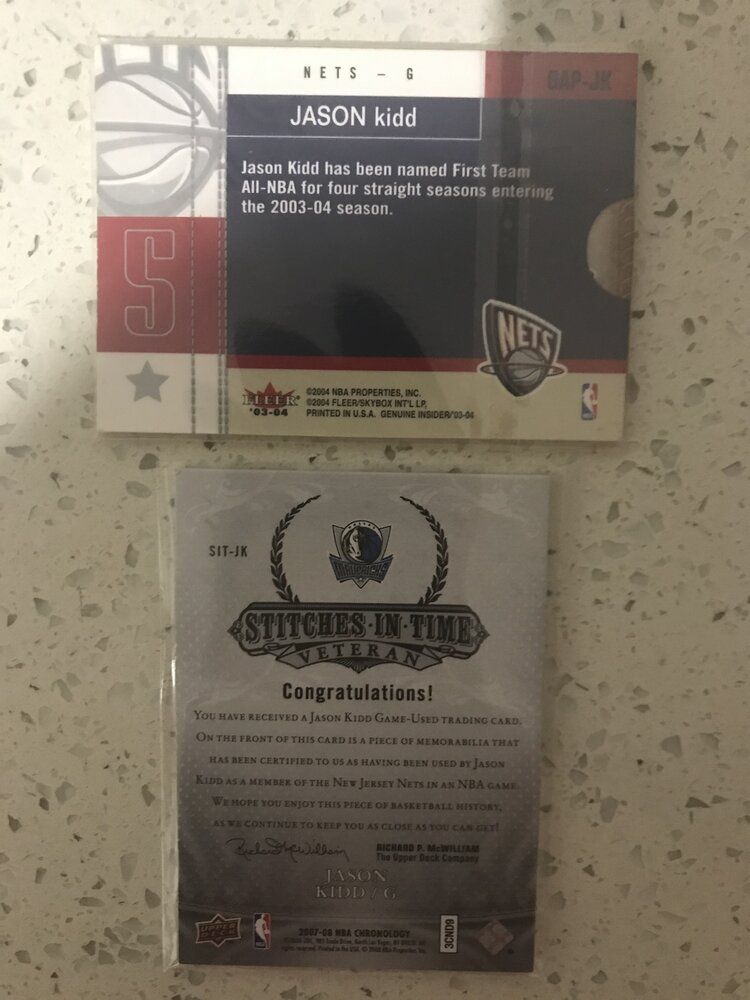 NETS – G
GAP-JK
JASON kidd
Jason Kidd has been named First Team
All-NBA for four straight seasons entering
the 2003-04 season.
S
NETS
FLEER
'03-04
©2004 NBA PROPERTIES, INC.
©2004 FLEER/SKYBOX INT'L LP,
PRINTED IN U.S.A. GENUINE INSIDER/'03-04
SIT-JK
MAVERICKS
STITCHES·IN·TIME
VETERAN
Congratulations!
YOU HAVE RECEIVED A JASON KIDD GAME-USED TRADING CARD.
ON THE FRONT OF THIS CARD IS A PIECE OF MEMORABILIA THAT
HAS BEEN CERTIFIED TO US AS HAVING BEEN USED BY JASON
KIDD AS A MEMBER OF THE NEW JERSEY NETS IN AN NBA GAME.
WE HOPE YOU ENJOY THIS PIECE OF BASKETBALL HISTORY,
AS WE CONTINUE TO KEEP YOU AS CLOSE AS YOU CAN GET!
Richard P. McWilliam
RICHARD P. McWILLIAM
The Upper Deck Company
JASON
KIDD / G
UPPER
DECK
2007-08 NBA CHRONOLOGY
3CND9